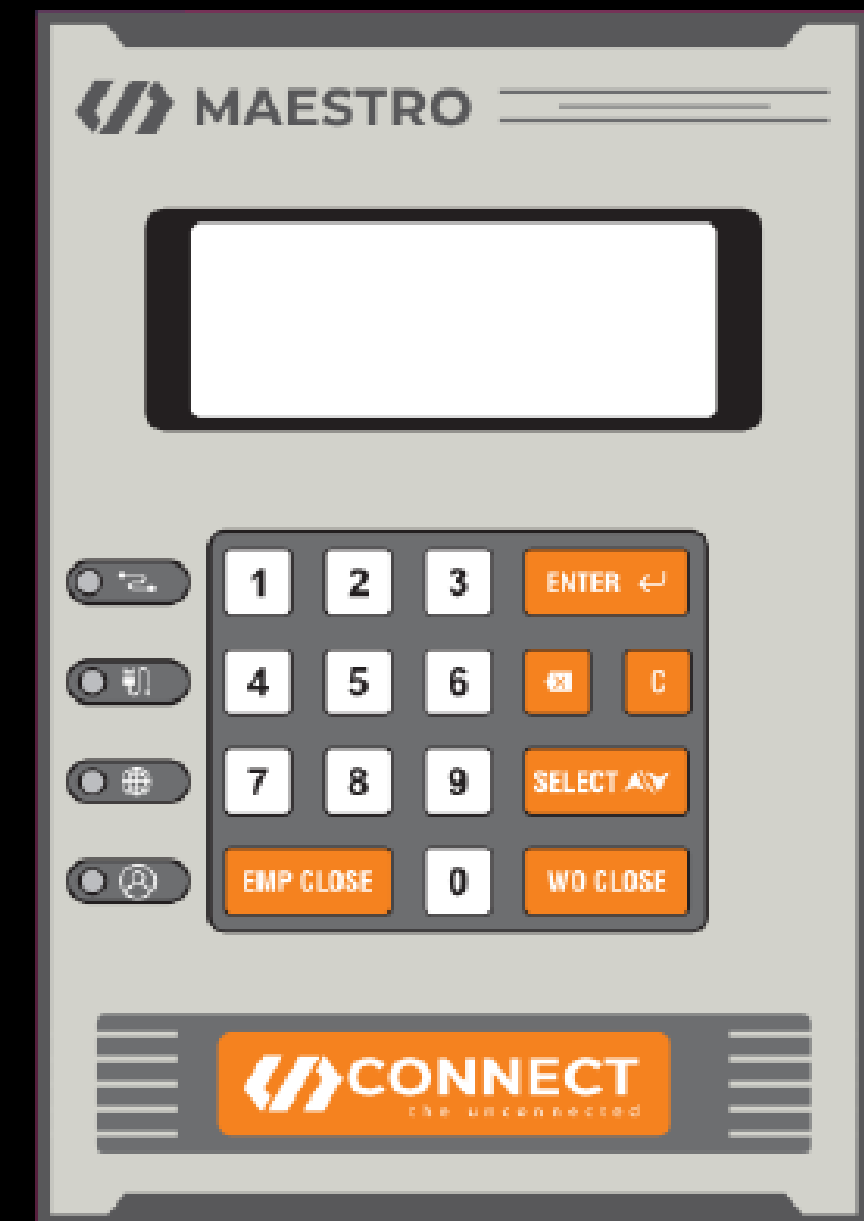 MAESTRO
1 2 3 ENTER
4 5 6 C
7 8 9 SELECT
EMP CLOSE 0 WO CLOSE
CONNECT
the unconnected